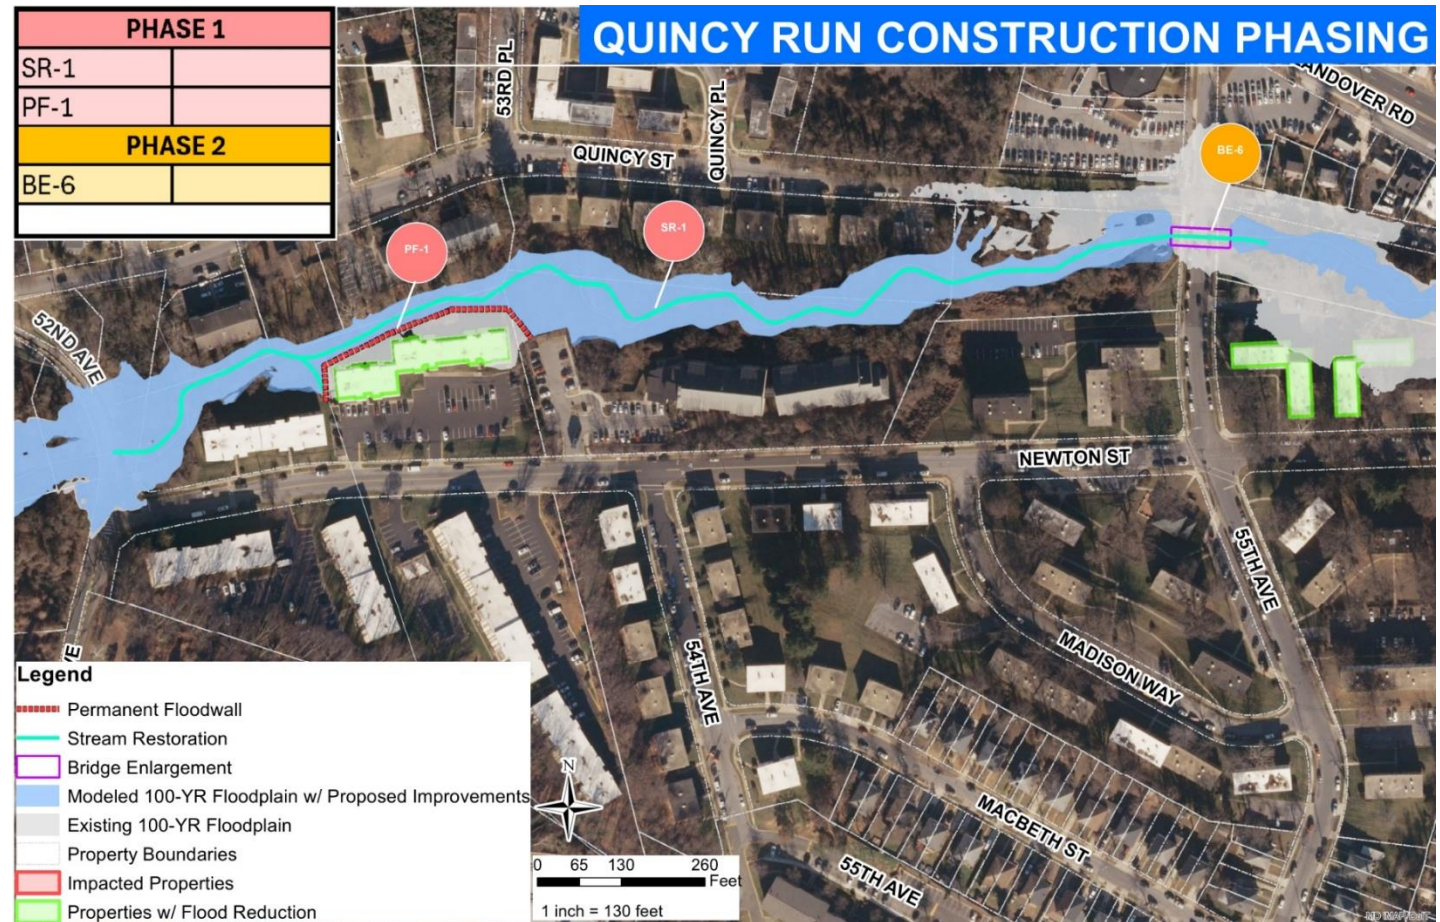 PHASE 1
SR-1
PF-1
PHASE 2
BE-6
QUINCY RUN CONSTRUCTION PHASING
LANDOVER RD
53RD PL
QUINCY PL
QUINCY ST
BE-6
SR-1
PF-1
52ND AVE
NEWTON ST
55TH AVE
54TH AVE
MADISON WAY
MACBETH ST
55TH AVE
VE
Legend
Permanent Floodwall
Stream Restoration
Bridge Enlargement
Modeled 100-YR Floodplain w/ Proposed Improvements
Existing 100-YR Floodplain
Property Boundaries
Impacted Properties
Properties w/ Flood Reduction
N
0 65 130 260
Feet
1 inch = 130 feet